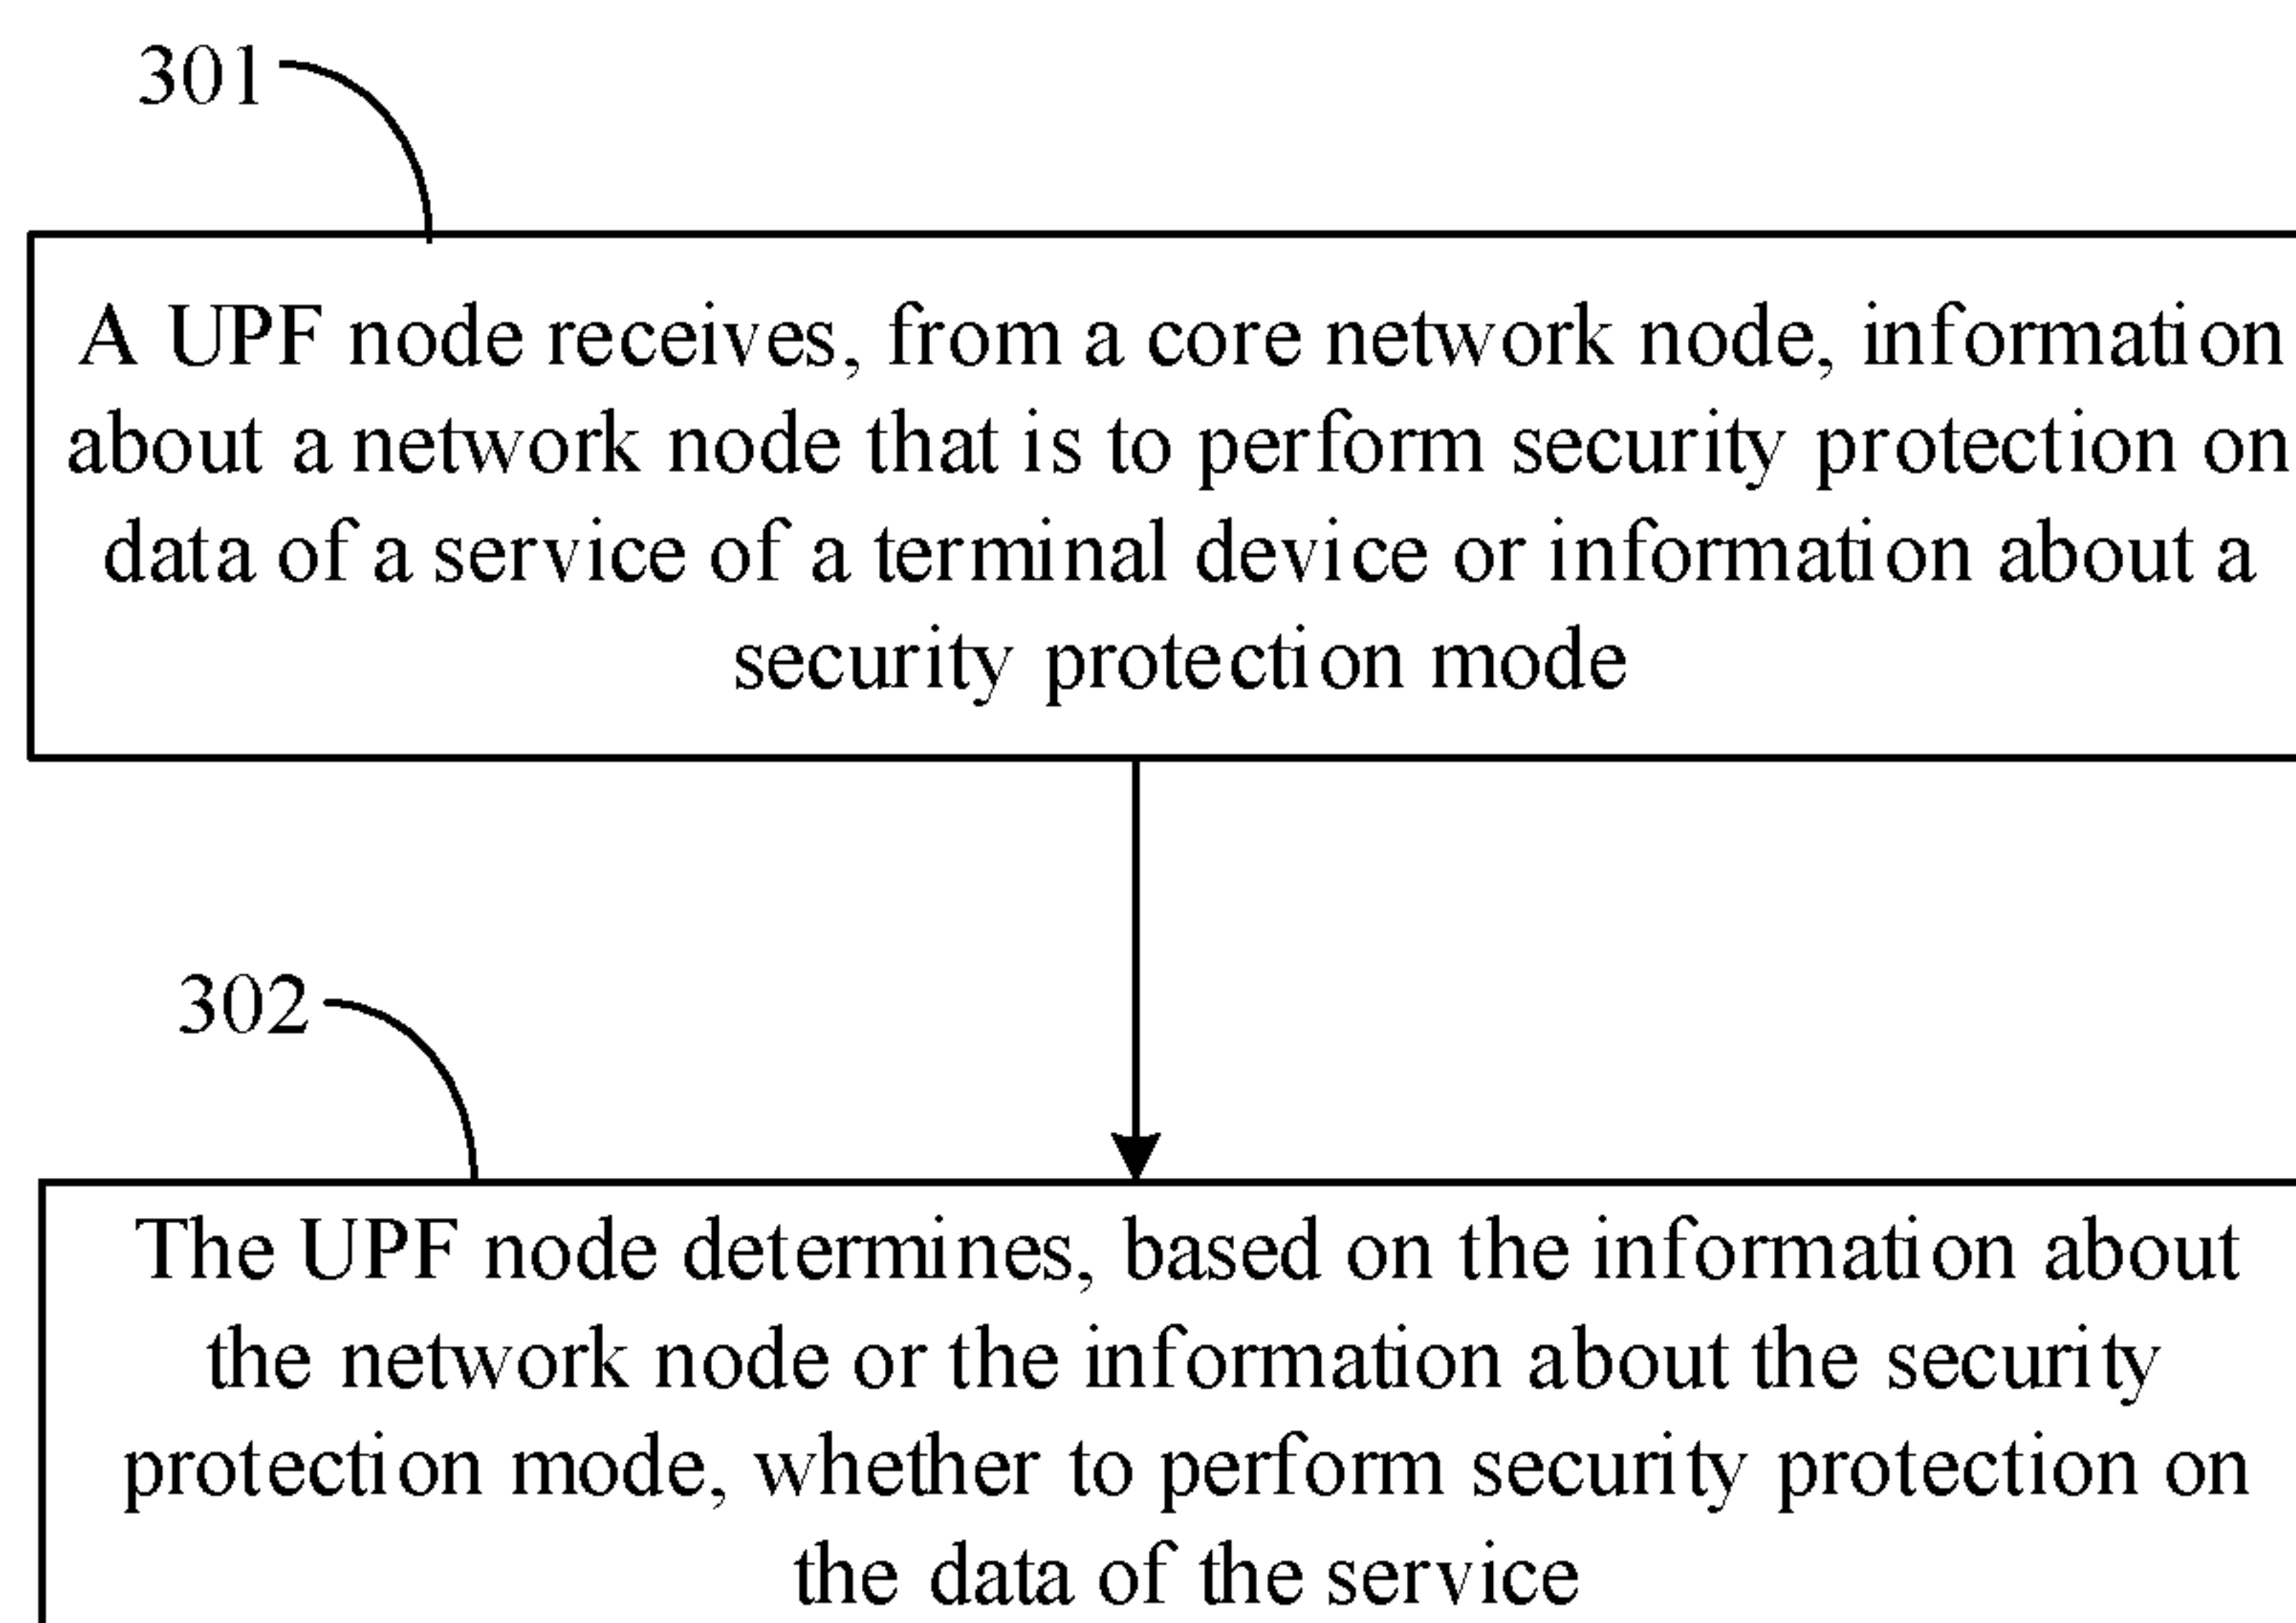 301
A UPF node receives, from a core network node, information
about a network node that is to perform security protection on
data of a service of a terminal device or information about a
security protection mode
302
The UPF node determines, based on the information about
the network node or the information about the security
protection mode, whether to perform security protection on
the data of the service